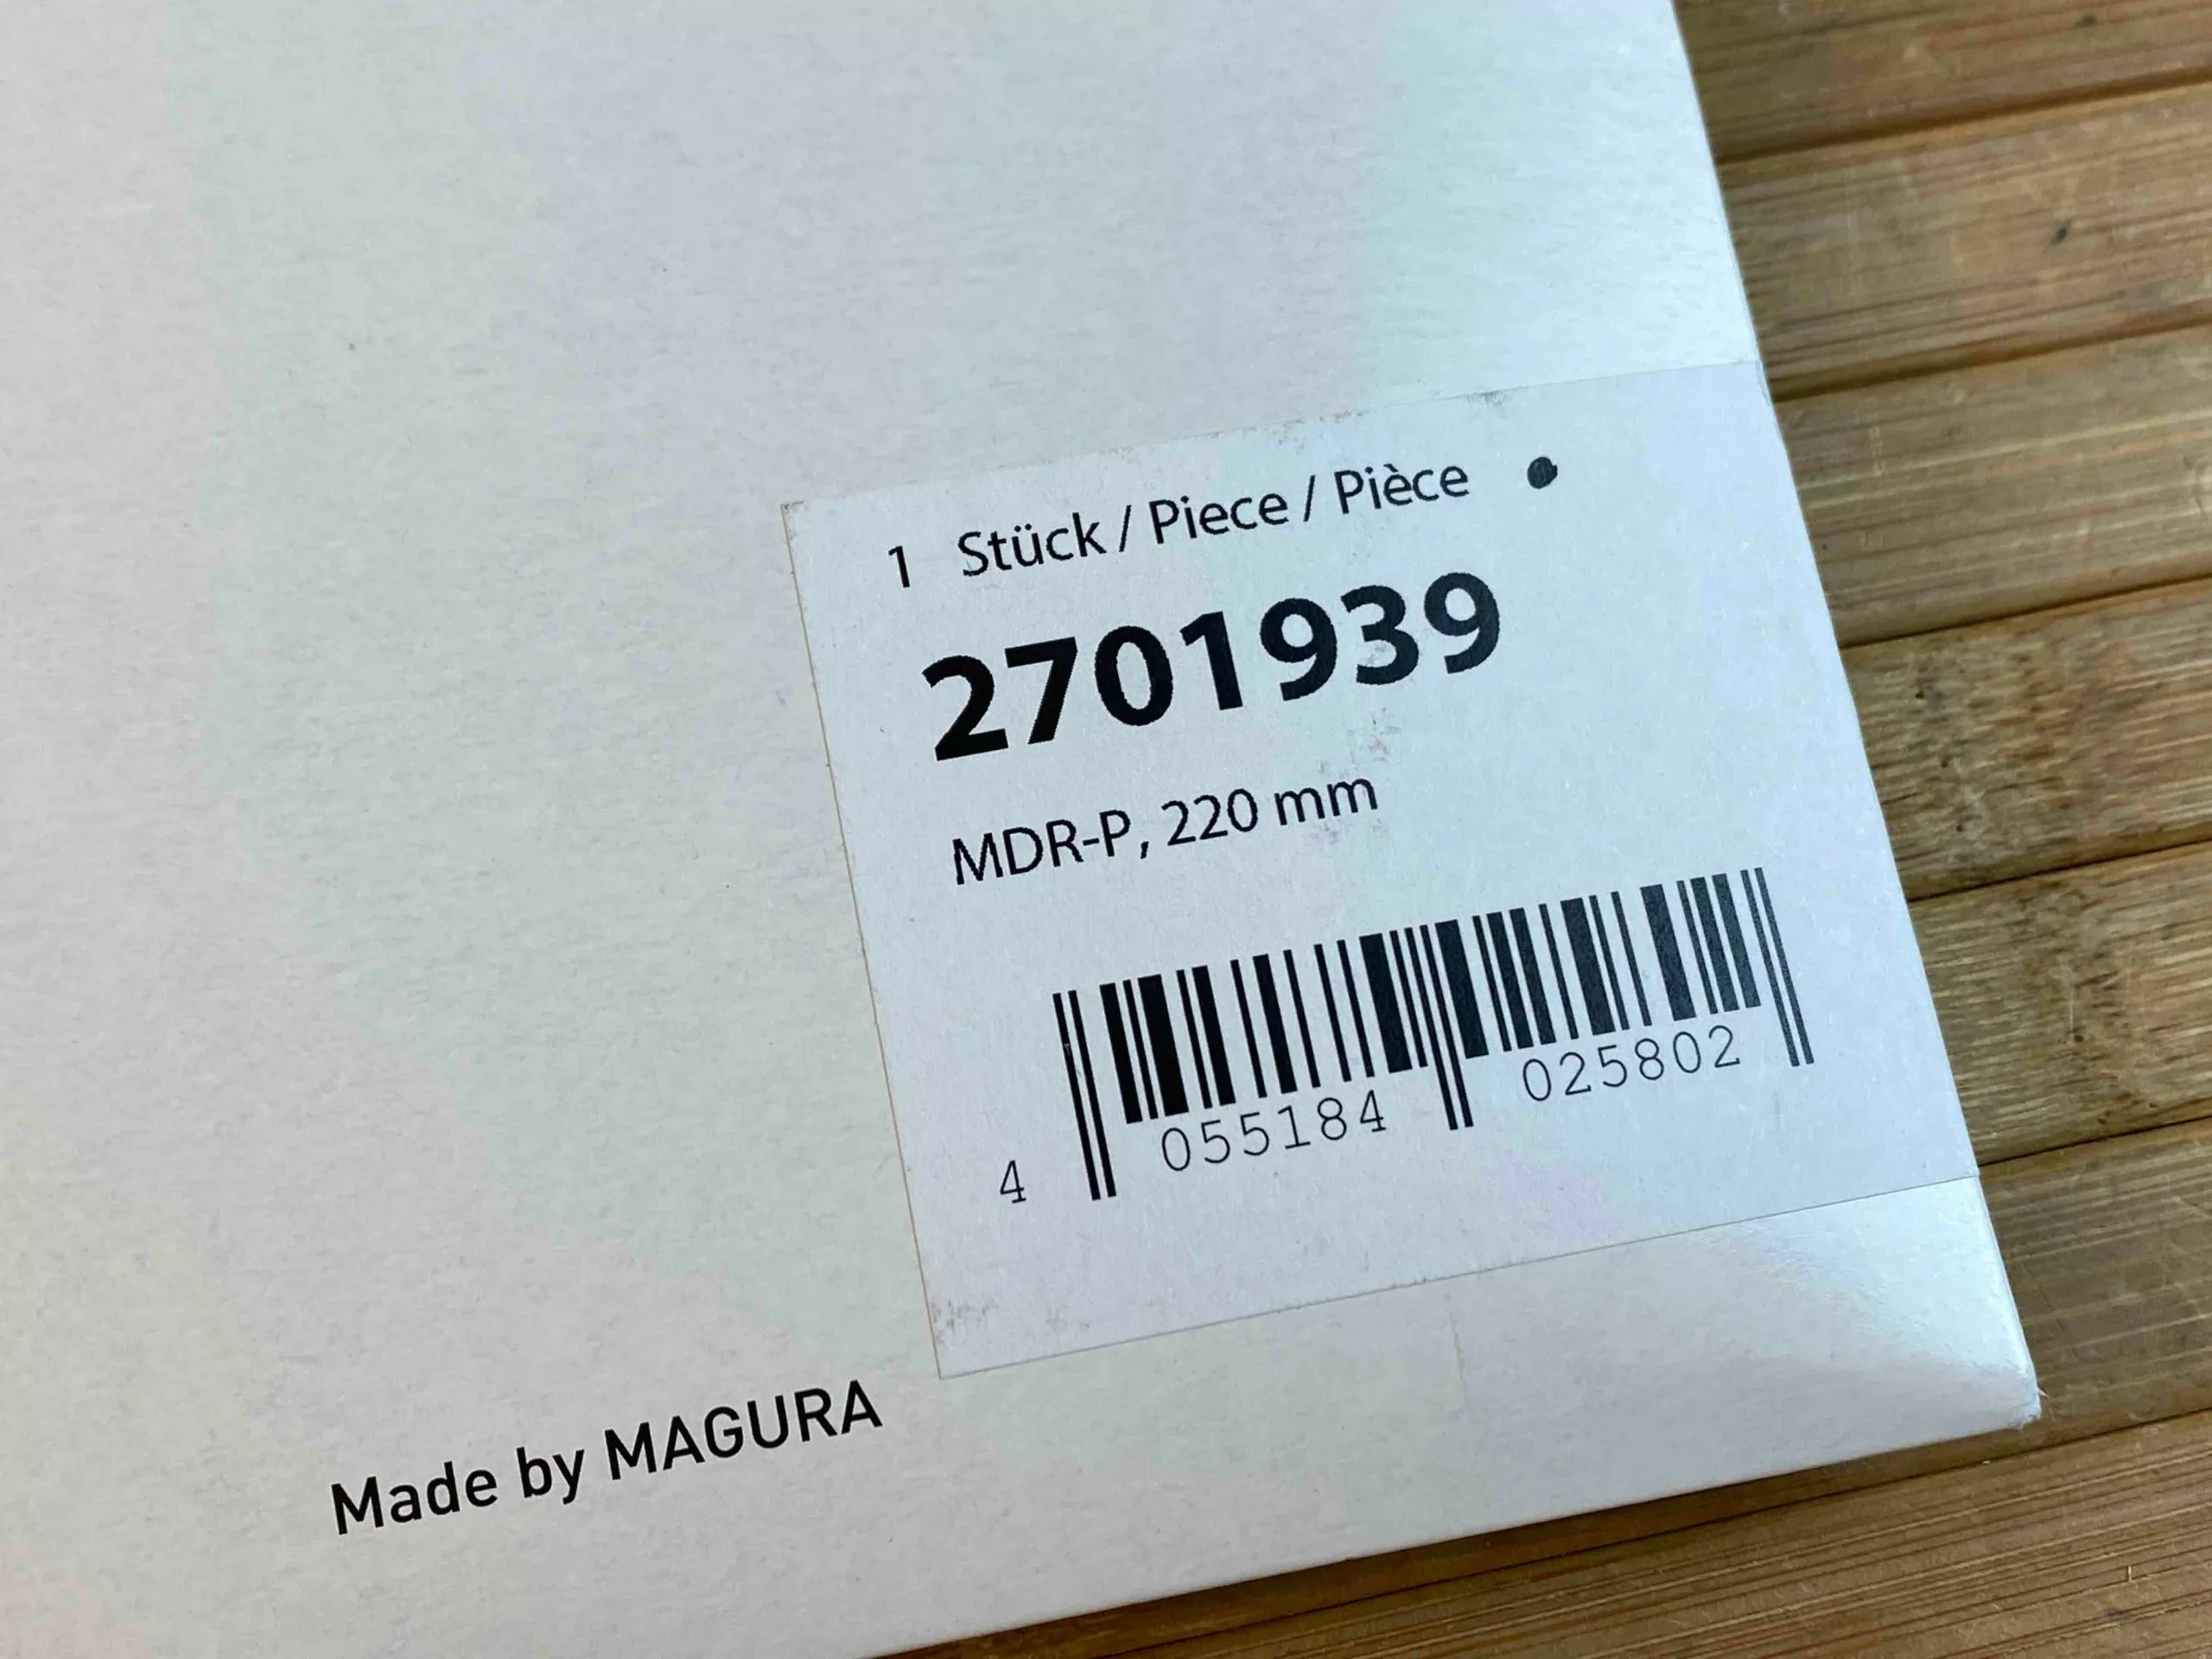 1 Stück / Piece / Pièce
2701939
MDR-P, 220 mm
4 055184 025802
Made by MAGURA